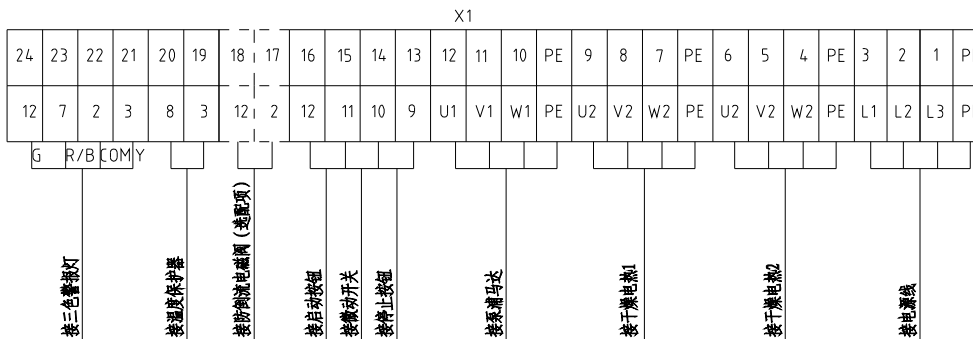 X1
24 23 22 21 20 19 18 17 16 15 14 13 12 11 10 PE 9 8 7 PE 6 5 4 PE 3 2 1 P
12 7 2 3 8 3 12 2 12 11 10 9 U1 V1 W1 PE U2 V2 W2 PE U2 V2 W2 PE L1 L2 L3 P
G R/B COM Y
接三色警报灯
接温度保护器
接防倒流电磁阀（选配项）
接启动按钮
接微动开关
接停止按钮
接泵浦马达
接干燥电热1
接干燥电热2
接电源线